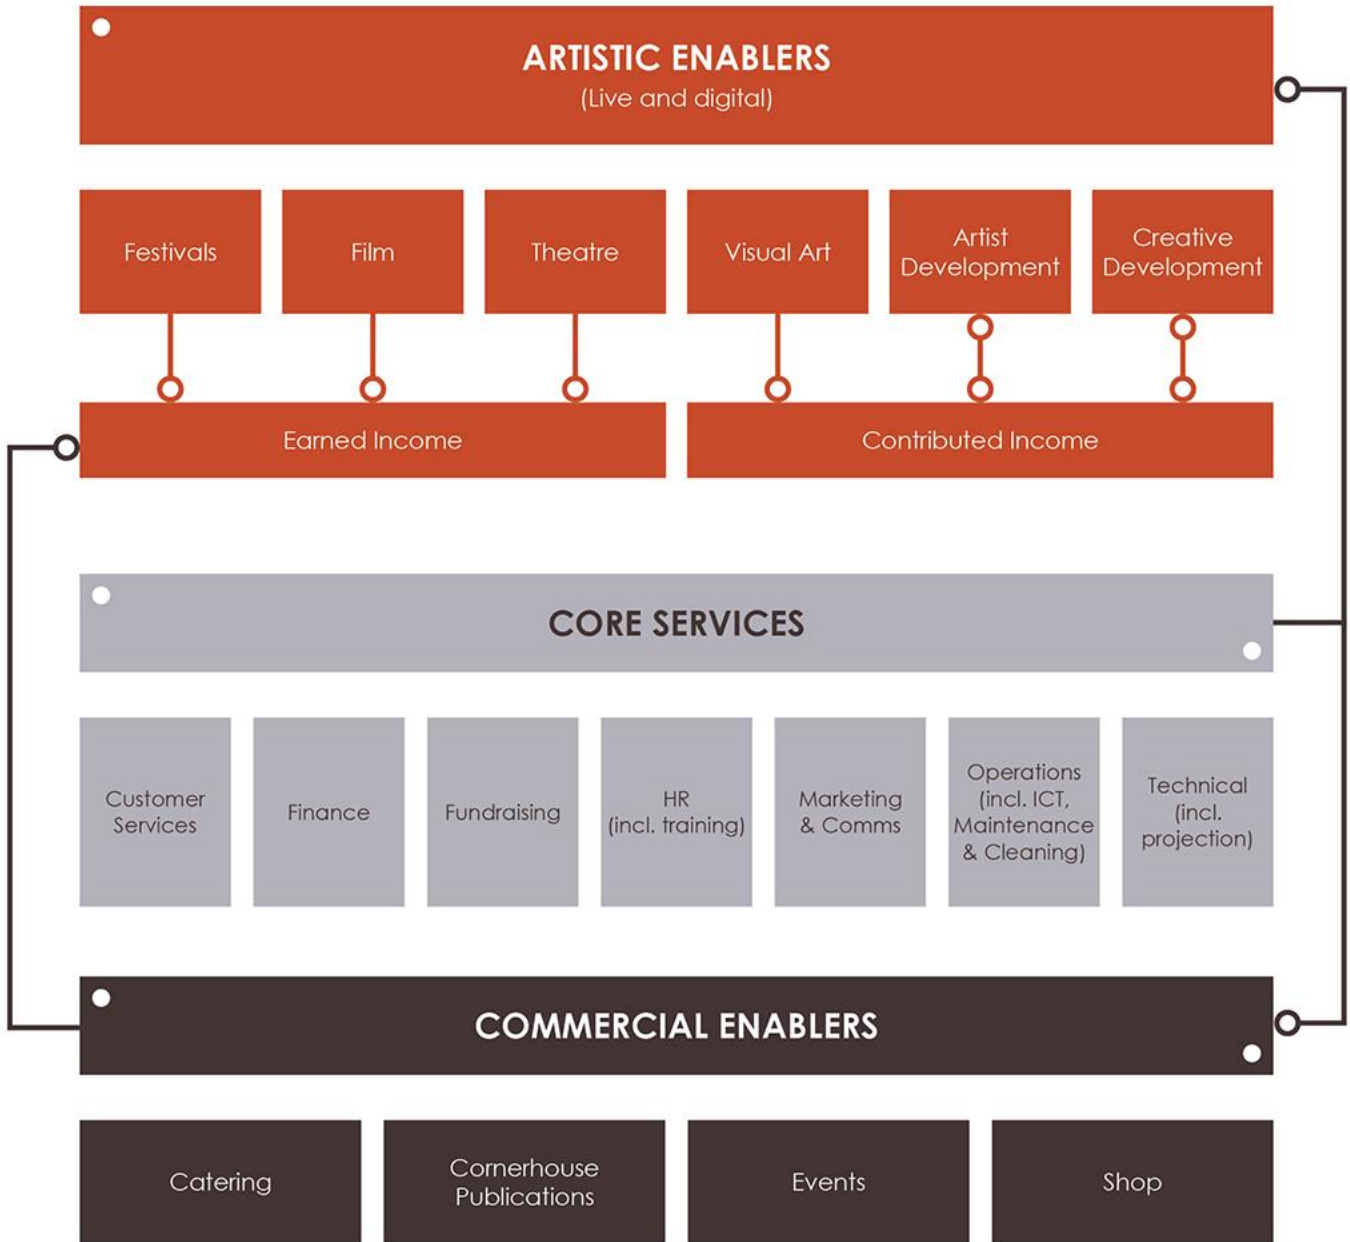 ARTISTIC ENABLERS
(Live and digital)
Festivals
Film
Theatre
Visual Art
Artist
Development
Creative
Development
Earned Income
Contributed Income
CORE SERVICES
Customer
Services
Finance
Fundraising
HR
(incl. training)
Marketing
& Comms
Operations
(incl. ICT,
Maintenance
& Cleaning)
Technical
(incl.
projection)
COMMERCIAL ENABLERS
Catering
Cornerhouse
Publications
Events
Shop